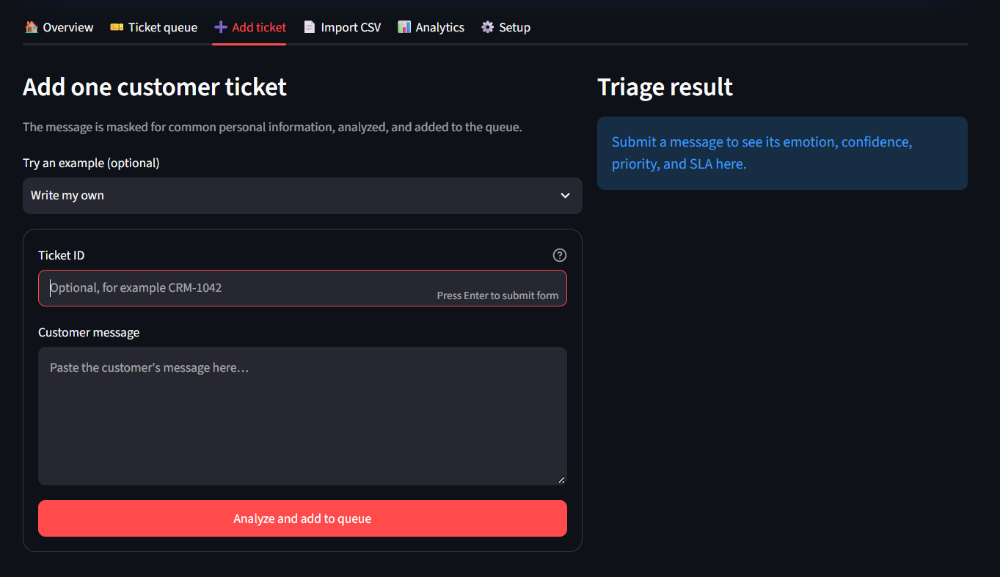 Overview Ticket queue Add ticket Import CSV Analytics Setup
Add one customer ticket
The message is masked for common personal information, analyzed, and added to the queue.
Try an example (optional)
Write my own
Ticket ID
Optional, for example CRM-1042
Press Enter to submit form
Customer message
Paste the customer's message here…
Analyze and add to queue
Triage result
Submit a message to see its emotion, confidence,
priority, and SLA here.